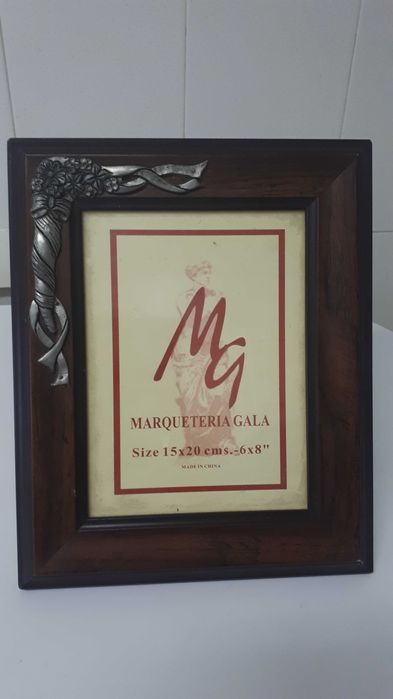 MG
MARQUETERIA GALA
Size 15x20 cms.-6x8"
MADE IN CHINA